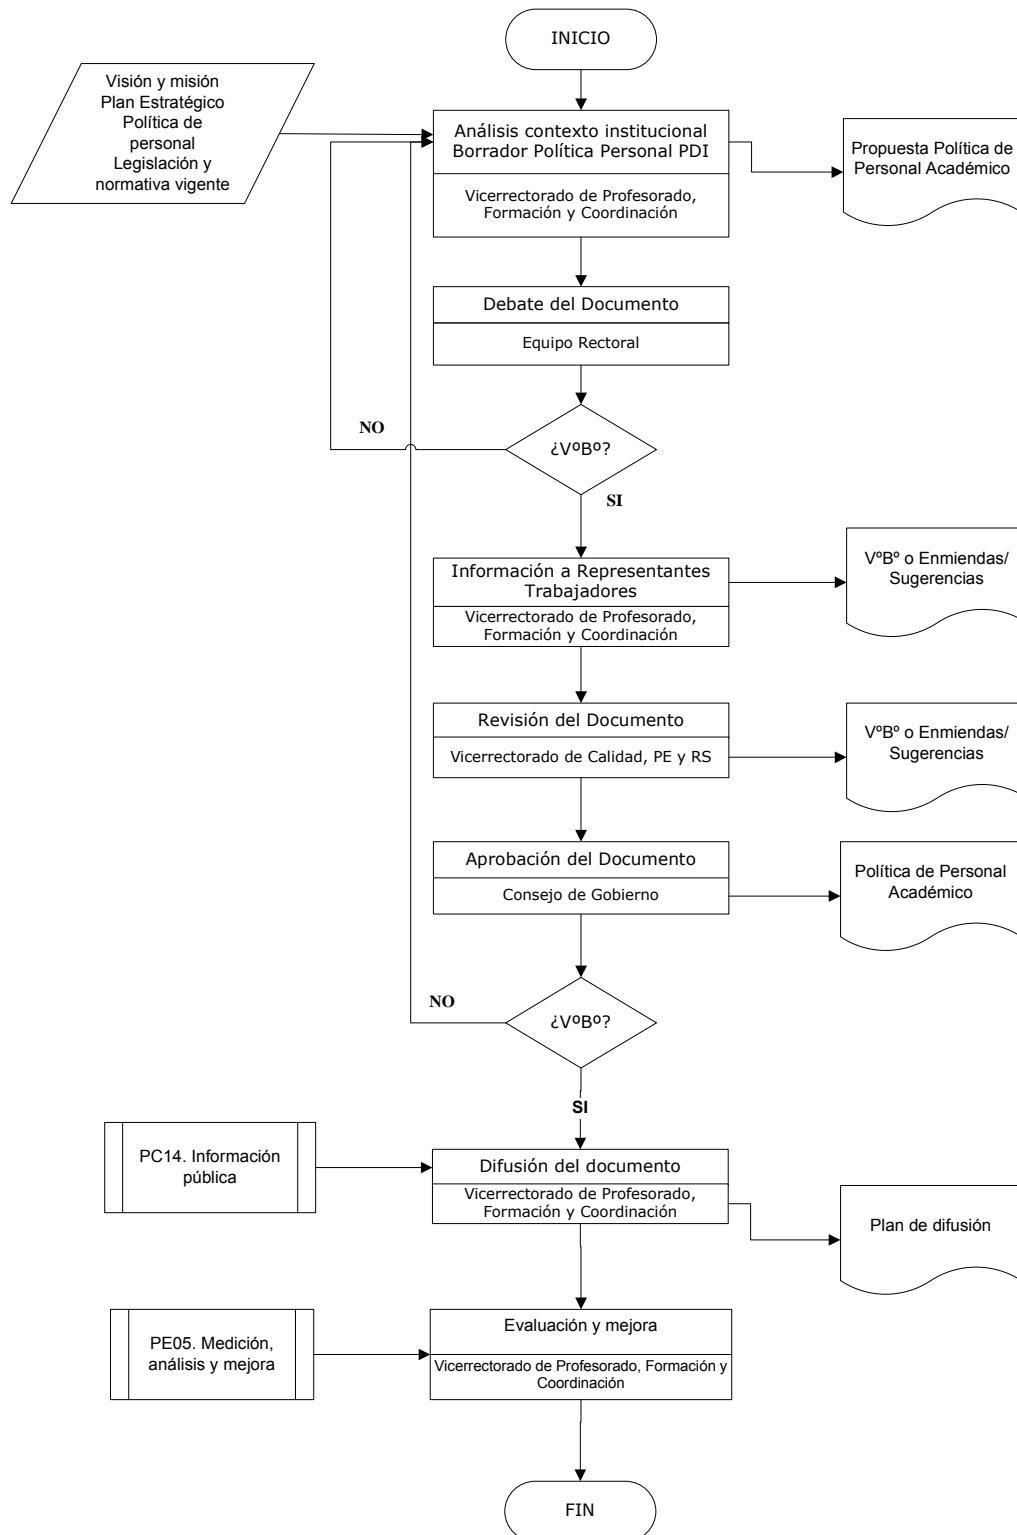 INICIO
Visión y misión
Plan Estratégico
Política de
personal
Legislación y
normativa vigente
Análisis contexto institucional
Borrador Política Personal PDI
Vicerrectorado de Profesorado,
Formación y Coordinación
Propuesta Política de
Personal Académico
Debate del Documento
Equipo Rectoral
NO
¿VºBº?
SI
Información a Representantes
Trabajadores
Vicerrectorado de Profesorado,
Formación y Coordinación
VºBº o Enmiendas/
Sugerencias
Revisión del Documento
Vicerrectorado de Calidad, PE y RS
VºBº o Enmiendas/
Sugerencias
Aprobación del Documento
Consejo de Gobierno
Política de Personal
Académico
NO
¿VºBº?
SI
PC14. Información
pública
Difusión del documento
Vicerrectorado de Profesorado,
Formación y Coordinación
Plan de difusión
PE05. Medición,
análisis y mejora
Evaluación y mejora
Vicerrectorado de Profesorado, Formación y
Coordinación
FIN